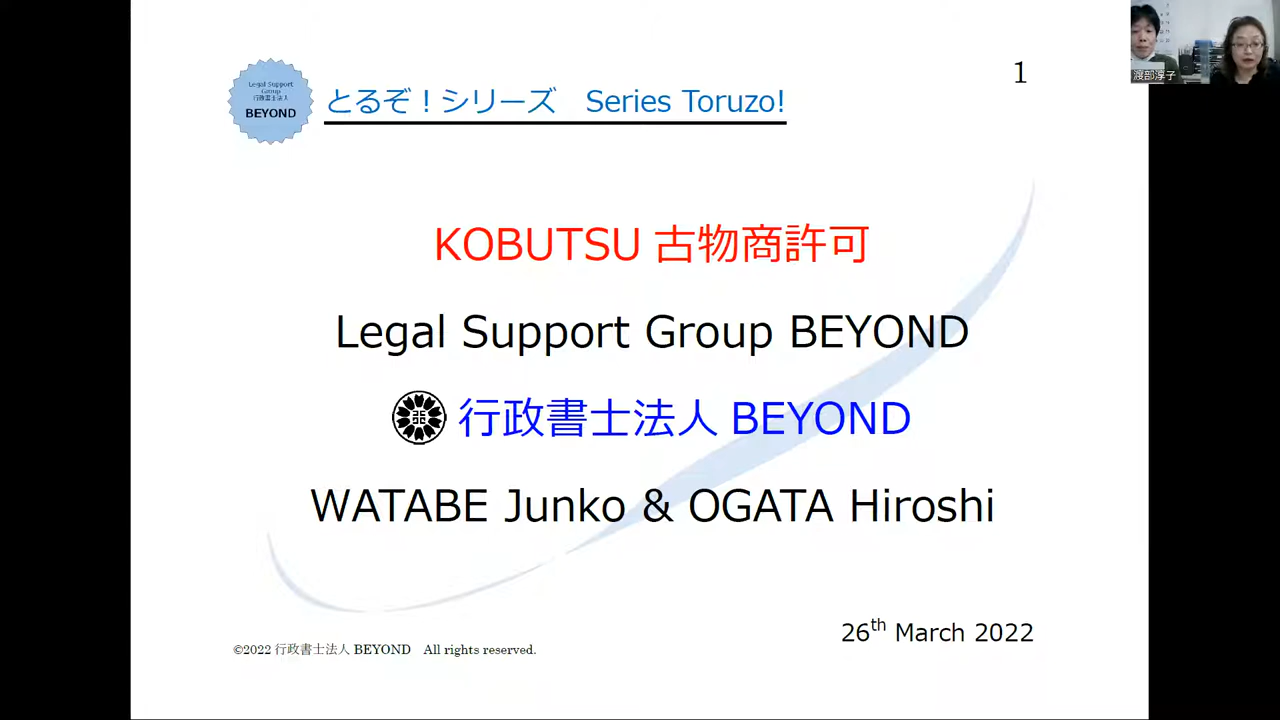 Legal Support
Group
行政書士法人
BEYOND
とるぞ！シリーズ Series Toruzo!
1
渡部淳子
KOBUTSU 古物商許可
Legal Support Group BEYOND
行政書士法人 BEYOND
WATABE Junko & OGATA Hiroshi
26th March 2022
©2022 行政書士法人 BEYOND All rights reserved.